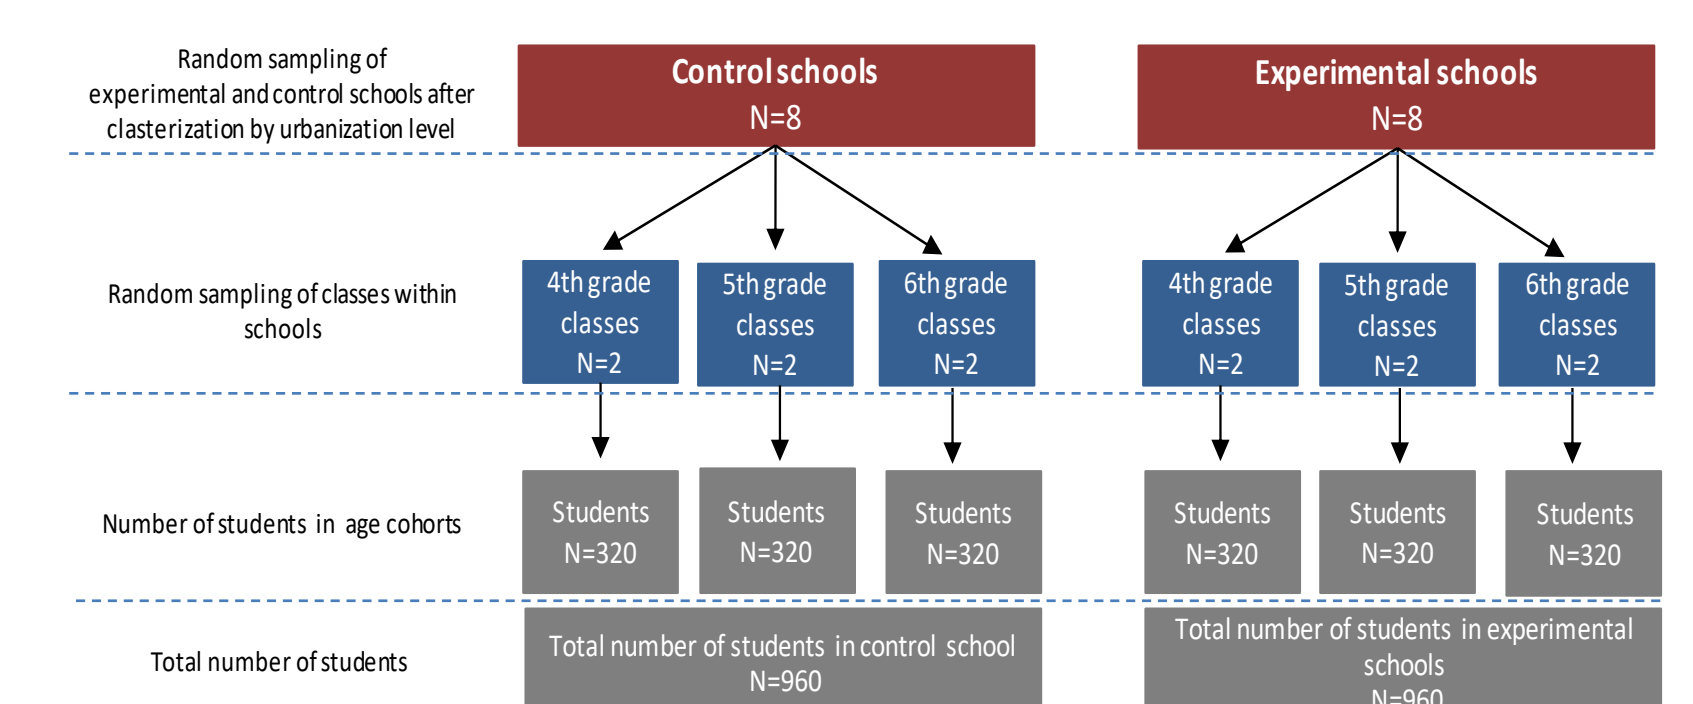 Random sampling of
experimental and control schools after
clasterization by urbanization level
Control schools
N=8
Experimental schools
N=8
Random sampling of classes within
schools
4th grade
classes
N=2
5th grade
classes
N=2
6th grade
classes
N=2
4th grade
classes
N=2
5th grade
classes
N=2
6th grade
classes
N=2
Number of students in age cohorts
Students
N=320
Students
N=320
Students
N=320
Students
N=320
Students
N=320
Students
N=320
Total number of students
Total number of students in control school
N=960
Total number of students in experimental
schools
N=960